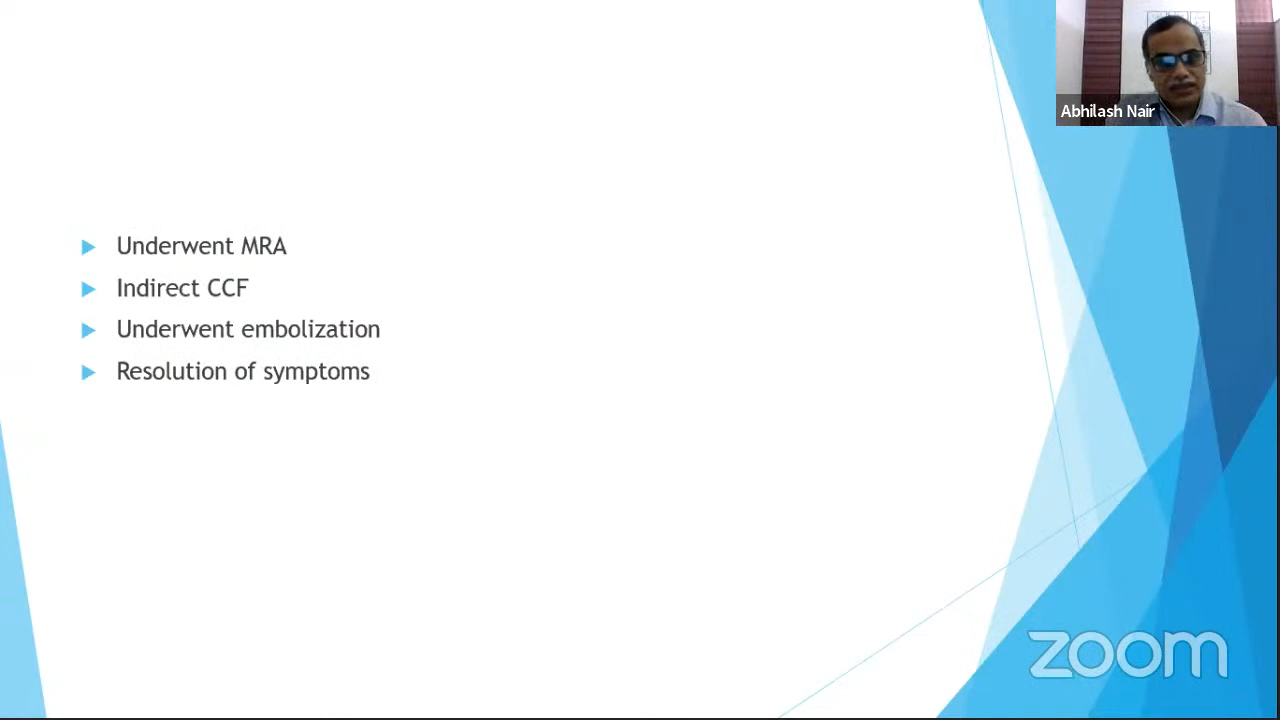 Abhilash Nair
Underwent MRA
Indirect CCF
Underwent embolization
Resolution of symptoms
zoom